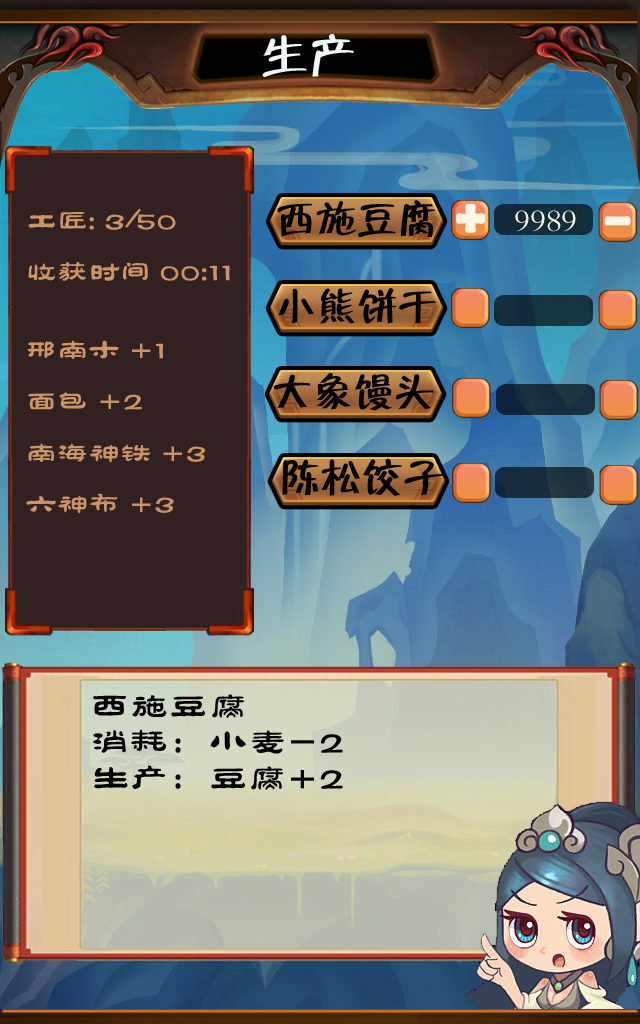 生产
工匠: 3/50
收获时间 00:11
邢南木 +1
面包 +2
南海神铁 +3
六神布 +3
西施豆腐 9989
小熊饼干
大象馒头
陈松饺子
西施豆腐
消耗: 小麦-2
生产: 豆腐+2